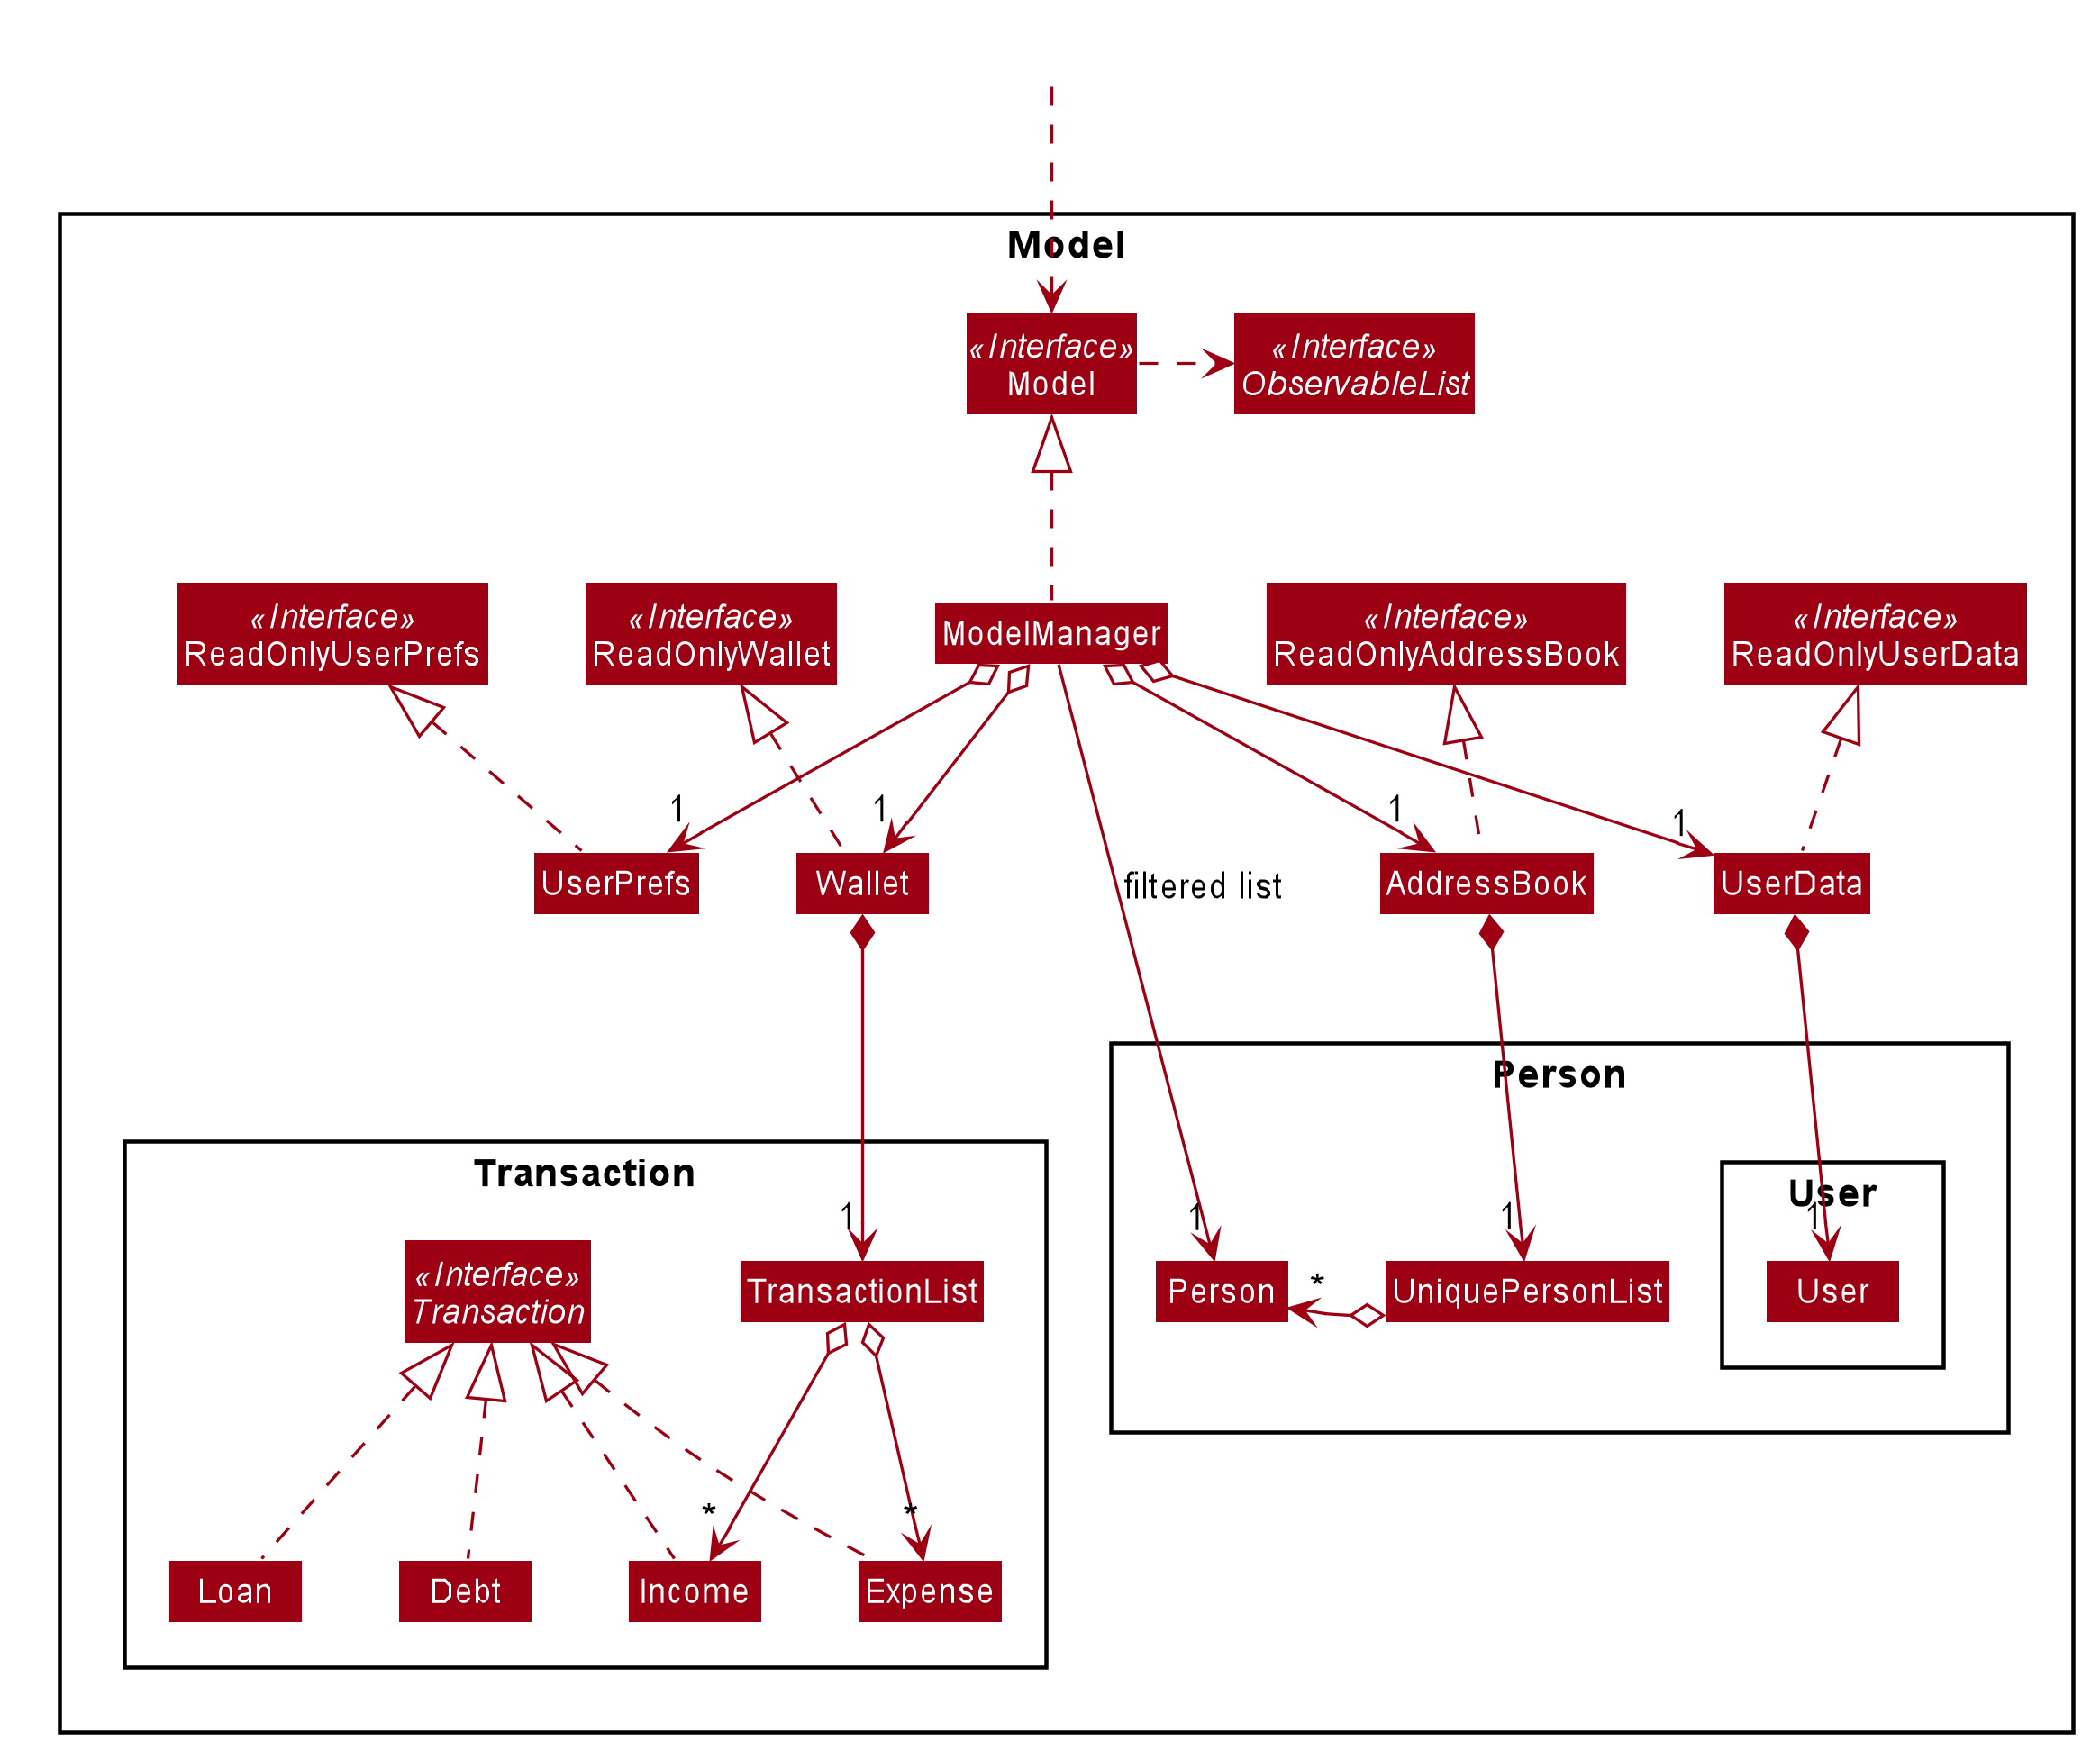 Model
«Interface»
Model
«Interface»
ObservableList
«Interface»
ReadOnlyUserPrefs
«Interface»
ReadOnlyWallet
ModelManager
«Interface»
ReadOnlyAddressBook
«Interface»
ReadOnlyUserData
1
1
1
1
UserPrefs
Wallet
filtered list
AddressBook
UserData
Person
Transaction
User
1
1
1
1
«Interface»
Transaction
TransactionList
Person
*
UniquePersonList
User
*
*
Loan
Debt
Income
Expense